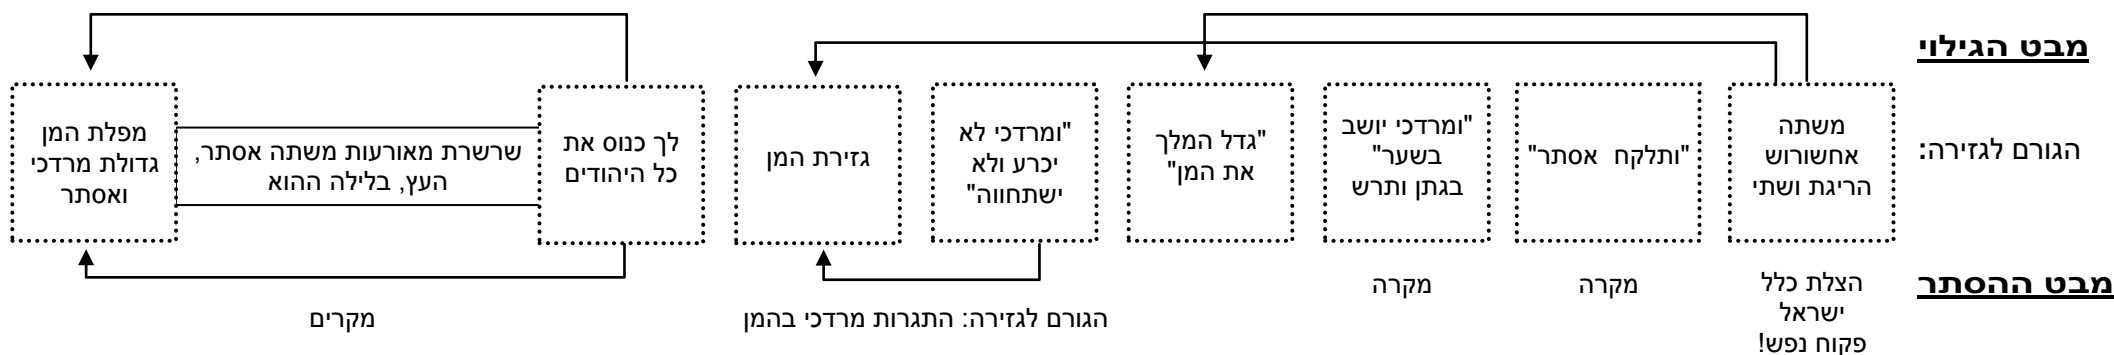 מבט הגילוי
הגורם לגזירה:
משתה
אחשורוש
הריגת ושתי
"ותלקח אסתר"
"ומרדכי יושב
בשער"
בגתן ותרש
"גדל המלך
את המן"
"ומרדכי לא
יכרע ולא
ישתחווה"
גזירת המן
לך כנוס את
כל היהודים
שרשרת מאורעות משתה אסתר,
העץ, בלילה ההוא
מפלת המן
גדולת מרדכי
ואסתר
מבט ההסתר
הצלת כלל
ישראל
פקוח נפש!
מקרה
מקרה
הגורם לגזירה: התגרות מרדכי בהמן
מקרים